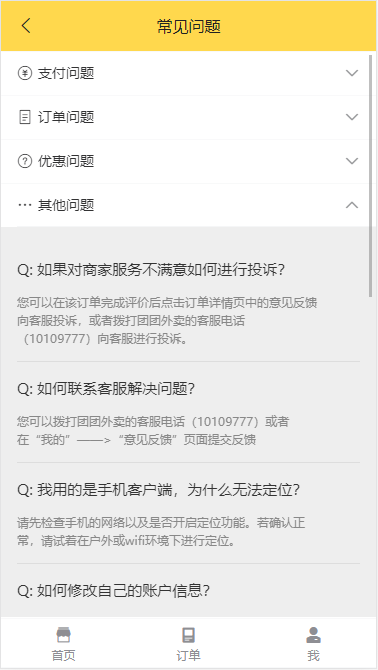 常见问题
支付问题
订单问题
优惠问题
其他问题
Q: 如果对商家服务不满意如何进行投诉？
您可以在该订单完成评价后点击订单详情页中的意见反馈
向客服投诉，或者拨打团团外卖的客服电话
（10109777）向客服进行投诉。
Q: 如何联系客服解决问题？
您可以拨打团团外卖的客服电话（10109777）或者
在“我的”——>“意见反馈”页面提交反馈
Q: 我用的是手机客户端，为什么无法定位？
请先检查手机的网络以及是否开启定位功能。若确认正
常，请试着在户外或wifi环境下进行定位。
Q: 如何修改自己的账户信息？
首页
订单
我